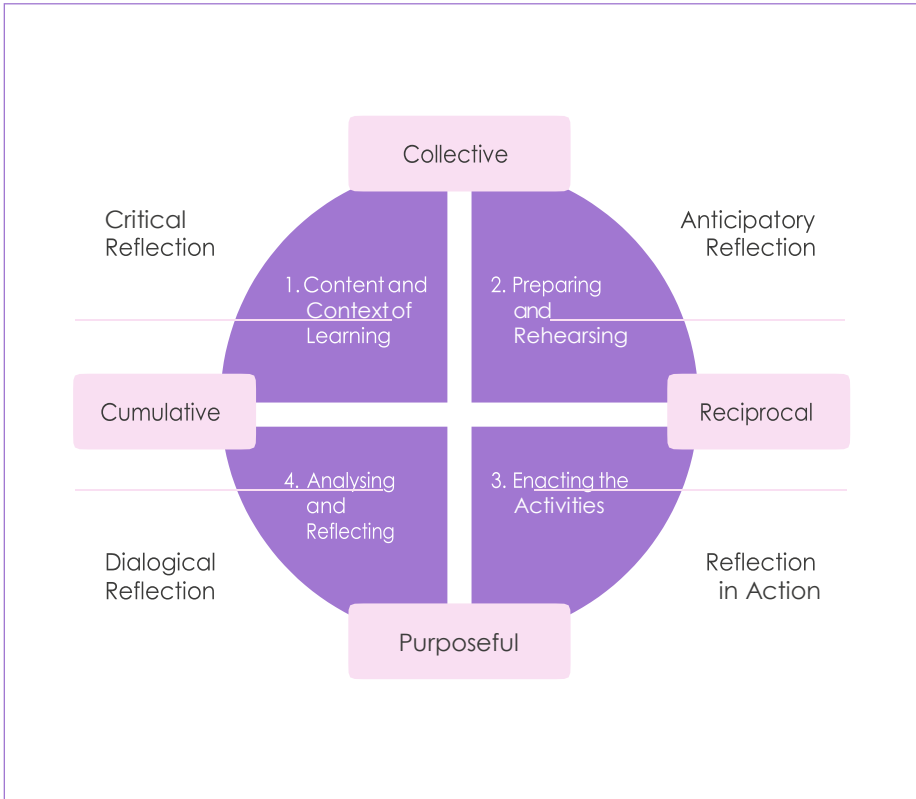 Collective
Critical
Reflection
Anticipatory
Reflection
1. Content and
Context of
Learning
2. Preparing
and
Rehearsing
Cumulative
Reciprocal
4. Analysing
and
Reflecting
3. Enacting the
Activities
Dialogical
Reflection
Reflection
in Action
Purposeful